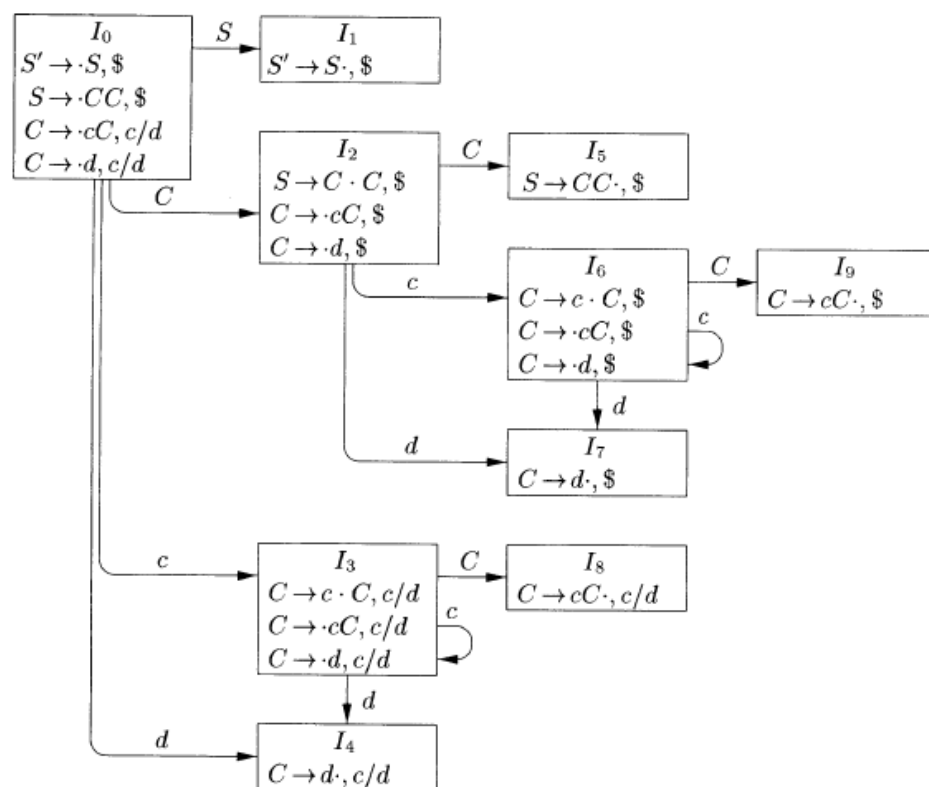 I₀
S′ → ·S, $
S → ·CC, $
C → ·cC, c/d
C → ·d, c/d
S
I₁
S′ → S·, $
C
I₂
S → C · C, $
C → ·cC, $
C → ·d, $
C
I₅
S → CC·, $
c
I₆
C → c · C, $
C → ·cC, $
C → ·d, $
C
I₉
C → cC·, $
c
d
d
I₇
C → d·, $
c
I₃
C → c · C, c/d
C → ·cC, c/d
C → ·d, c/d
C
I₈
C → cC·, c/d
c
d
d
I₄
C → d·, c/d